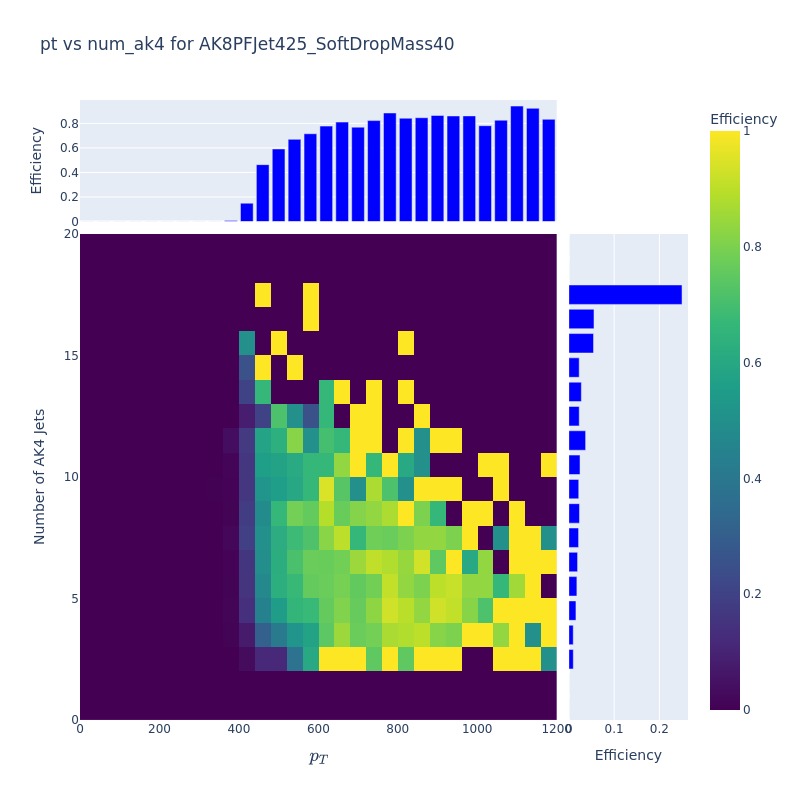 pt vs num_ak4 for AK8PFJet425_SoftDropMass40
Efficiency
0.8
0.6
0.4
0.2
0
Efficiency
1
0.8
0.6
0.4
0.2
0
Number of AK4 Jets
20
15
10
5
0
0 200 400 600 800 1000 1200
p_T
0 0.1 0.2
Efficiency